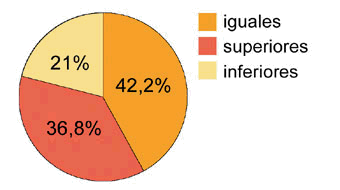 iguales
superiores
inferiores
21%
42,2%
36,8%